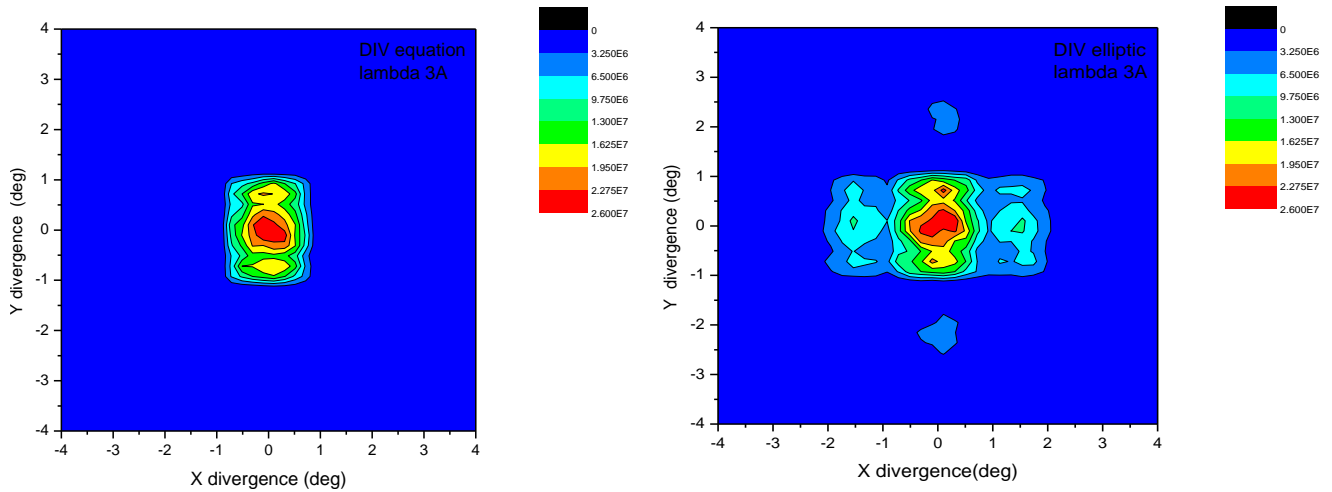 DIV equation
lambda 3A
4
3
2
1
0
-1
-2
-3
-4
Y divergence (deg)
-4 -3 -2 -1 0 1 2 3 4
X divergence (deg)
0
3.250E6
6.500E6
9.750E6
1.300E7
1.625E7
1.950E7
2.275E7
2.600E7
DIV elliptic
lambda 3A
4
3
2
1
0
-1
-2
-3
-4
Y divergence (deg)
-4 -3 -2 -1 0 1 2 3 4
X divergence(deg)
0
3.250E6
6.500E6
9.750E6
1.300E7
1.625E7
1.950E7
2.275E7
2.600E7